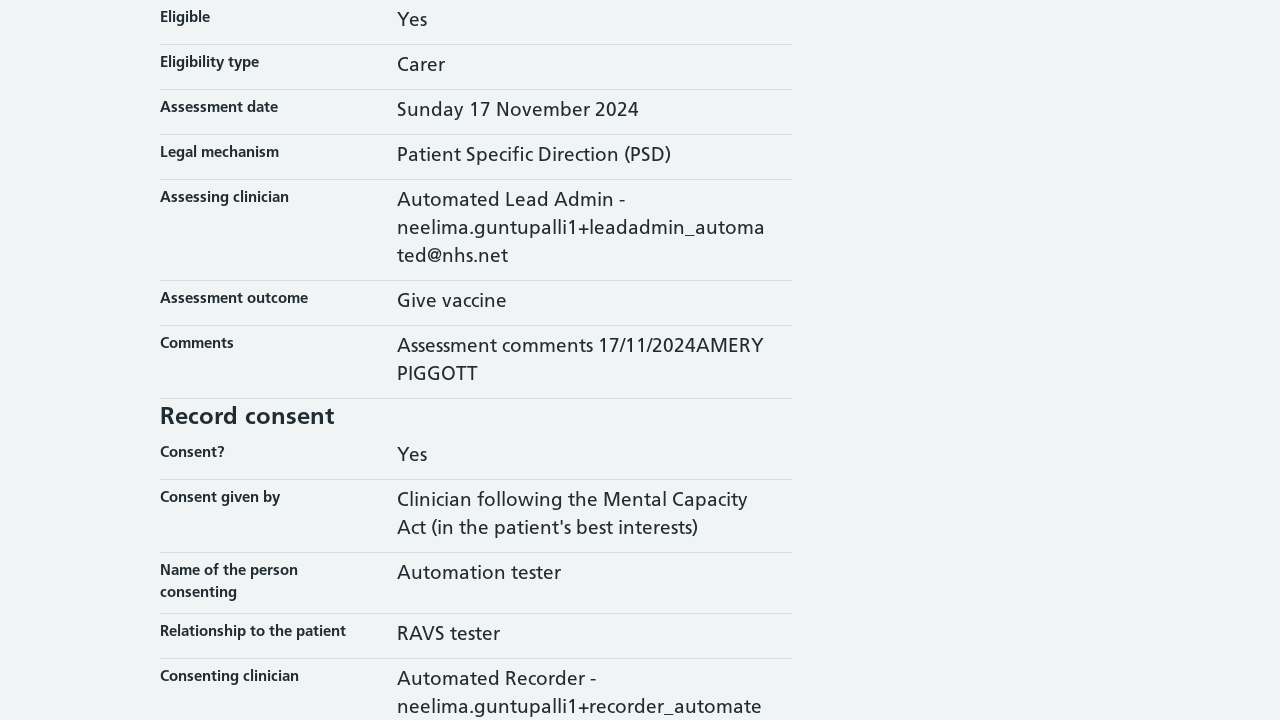 Eligible Yes
Eligibility type Carer
Assessment date Sunday 17 November 2024
Legal mechanism Patient Specific Direction (PSD)
Assessing clinician Automated Lead Admin -
neelima.guntupalli1+leadadmin_automa
ted@nhs.net
Assessment outcome Give vaccine
Comments Assessment comments 17/11/2024AMERY
PIGGOTT
Record consent
Consent? Yes
Consent given by Clinician following the Mental Capacity
Act (in the patient's best interests)
Name of the person Automation tester
consenting
Relationship to the patient RAVS tester
Consenting clinician Automated Recorder -
neelima.guntupalli1+recorder_automate